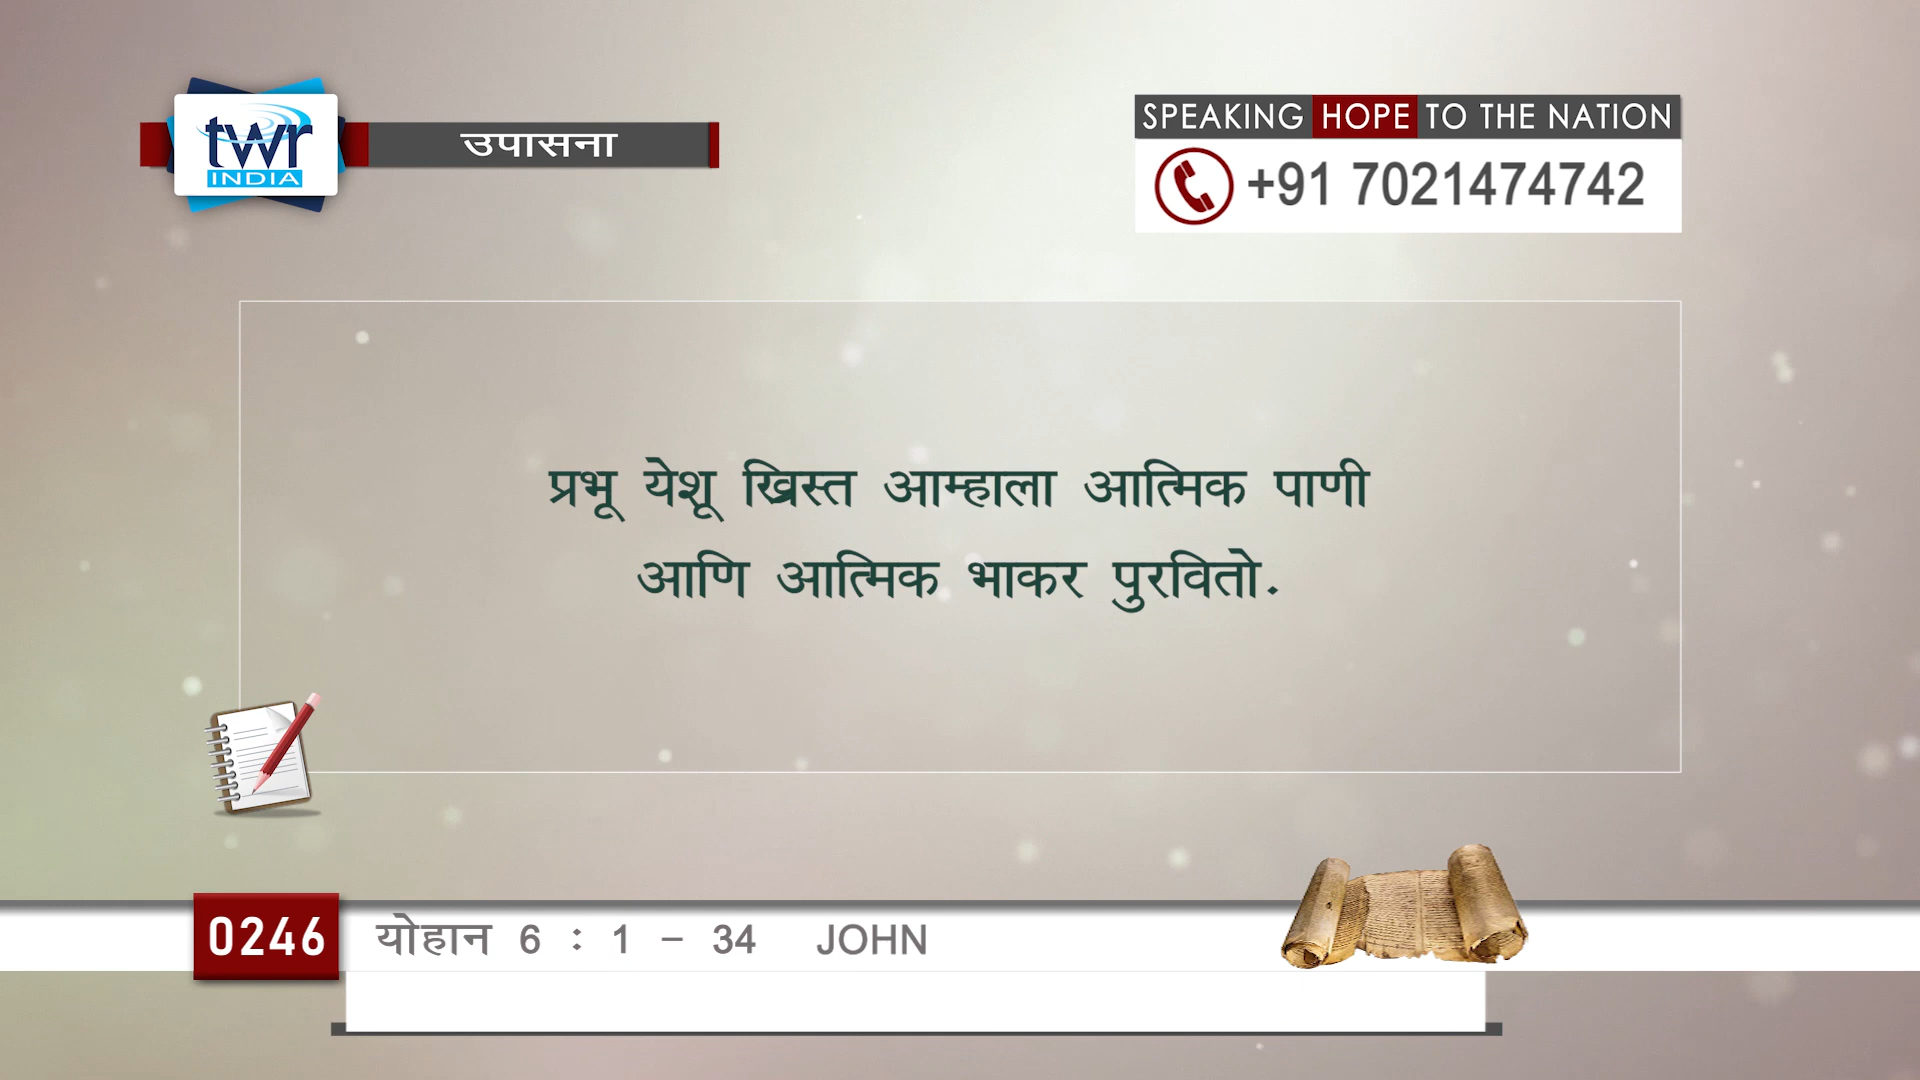 twr
INDIA
उपासना
SPEAKING HOPE TO THE NATION
+91 7021474742
प्रभू येशू ख्रिस्त आम्हाला आत्मिक पाणी
आणि आत्मिक भाकर पुरवितो.
0246
योहान 6 : 1 - 34 JOHN